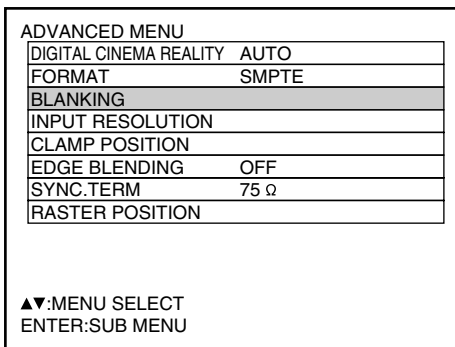 ADVANCED MENU
DIGITAL CINEMA REALITY AUTO
FORMAT SMPTE
BLANKING
INPUT RESOLUTION
CLAMP POSITION
EDGE BLENDING OFF
SYNC.TERM 75 Ω
RASTER POSITION
▲▼:MENU SELECT
ENTER:SUB MENU